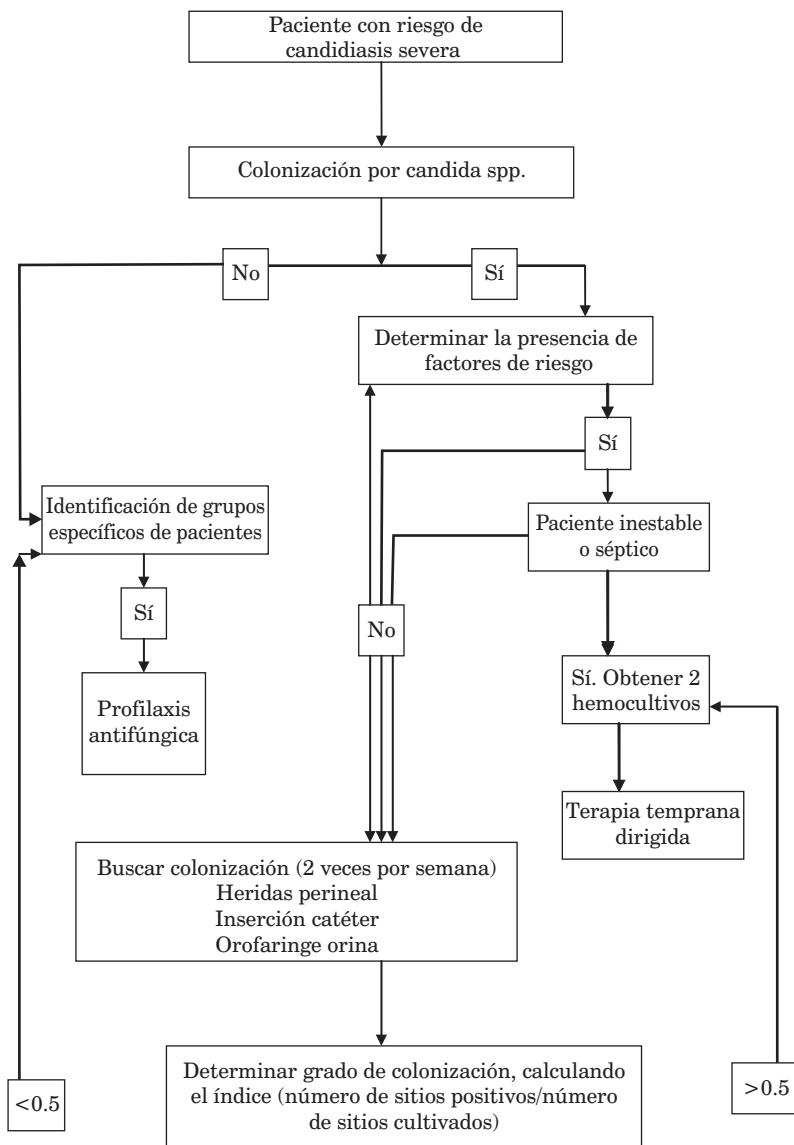 Paciente con riesgo de
candidiasis severa
Colonización por candida spp.
No
Sí
Determinar la presencia de
factores de riesgo
Sí
Identificación de grupos
específicos de pacientes
Paciente inestable
o séptico
Sí
No
Profilaxis
antifúngica
Sí. Obtener 2
hemocultivos
Terapia temprana
dirigida
Buscar colonización (2 veces por semana)
Heridas perineal
Inserción catéter
Orofaringe orina
Determinar grado de colonización, calculando
el índice (número de sitios positivos/número
de sitios cultivados)
<0.5
>0.5